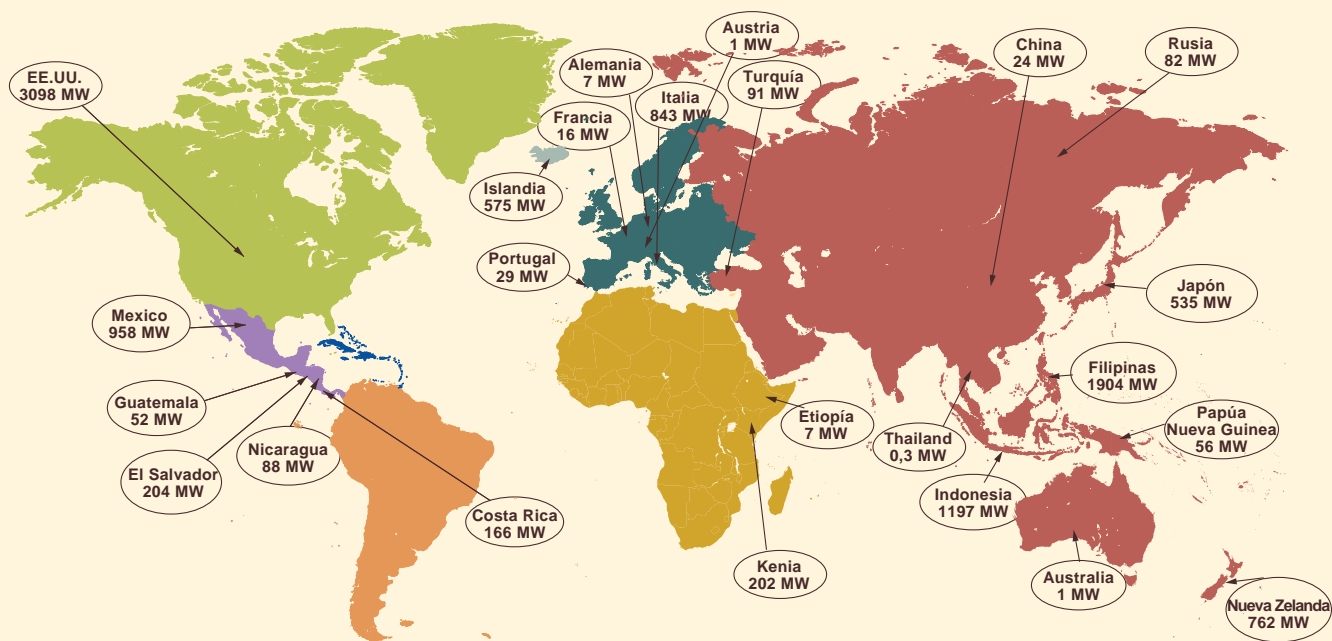 Austria
1 MW
China
24 MW
Rusia
82 MW
Alemania
7 MW
Turquía
91 MW
EE.UU.
3098 MW
Italia
843 MW
Francia
16 MW
Islandia
575 MW
Portugal
29 MW
Japón
535 MW
Mexico
958 MW
Filipinas
1904 MW
Guatemala
52 MW
Etiopía
7 MW
Papúa
Nueva Guinea
56 MW
Nicaragua
88 MW
Thailand
0,3 MW
El Salvador
204 MW
Indonesia
1197 MW
Costa Rica
166 MW
Kenia
202 MW
Australia
1 MW
Nueva Zelanda
762 MW